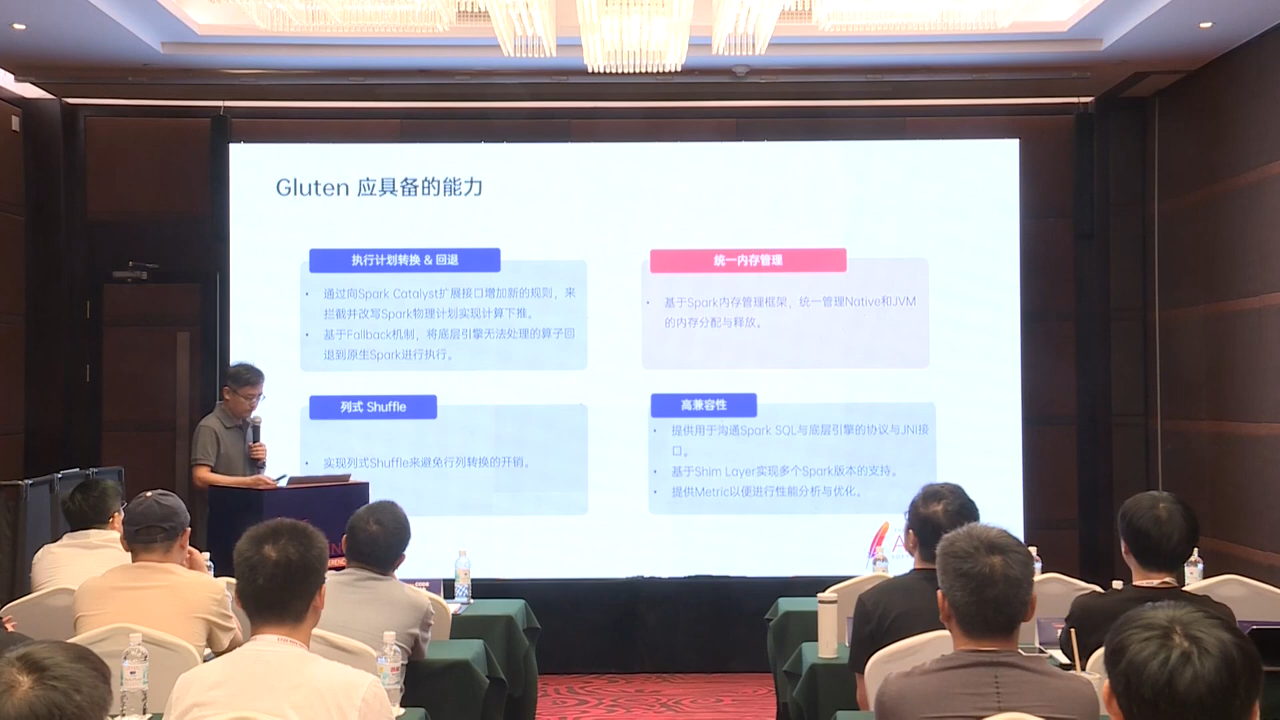 Gluten 应具备的能力
执行计划转换 & 回退
• 通过向Spark Catalyst扩展接口增加新的规则，来
拦截并改写Spark物理计划实现计算下推。
• 基于Fallback机制，将底层引擎无法处理的算子回
退到原生Spark进行执行。
统一内存管理
• 基于Spark内存管理框架，统一管理Native和JVM
的内存分配与释放。
列式 Shuffle
• 实现列式Shuffle来避免行列转换的开销。
高兼容性
• 提供用于沟通Spark SQL与底层引擎的协议与JNI接
口。
• 基于Shim Layer实现多个Spark版本的支持。
• 提供Metric以便进行性能分析与优化。